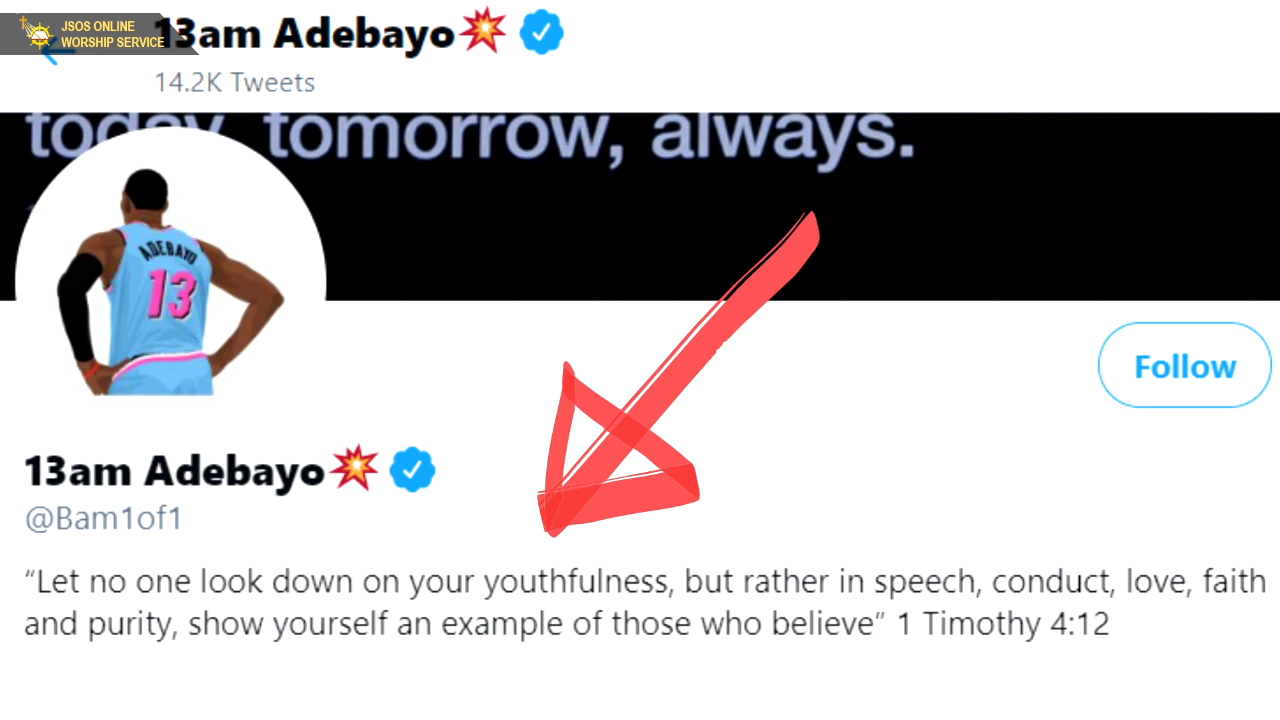 JSOS ONLINE
WORSHIP SERVICE
13am Adebayo💥
14.2K Tweets
today, tomorrow, always.
ADEBAYO
13
Follow
13am Adebayo💥
@Bam1of1
“Let no one look down on your youthfulness, but rather in speech, conduct, love, faith
and purity, show yourself an example of those who believe” 1 Timothy 4:12